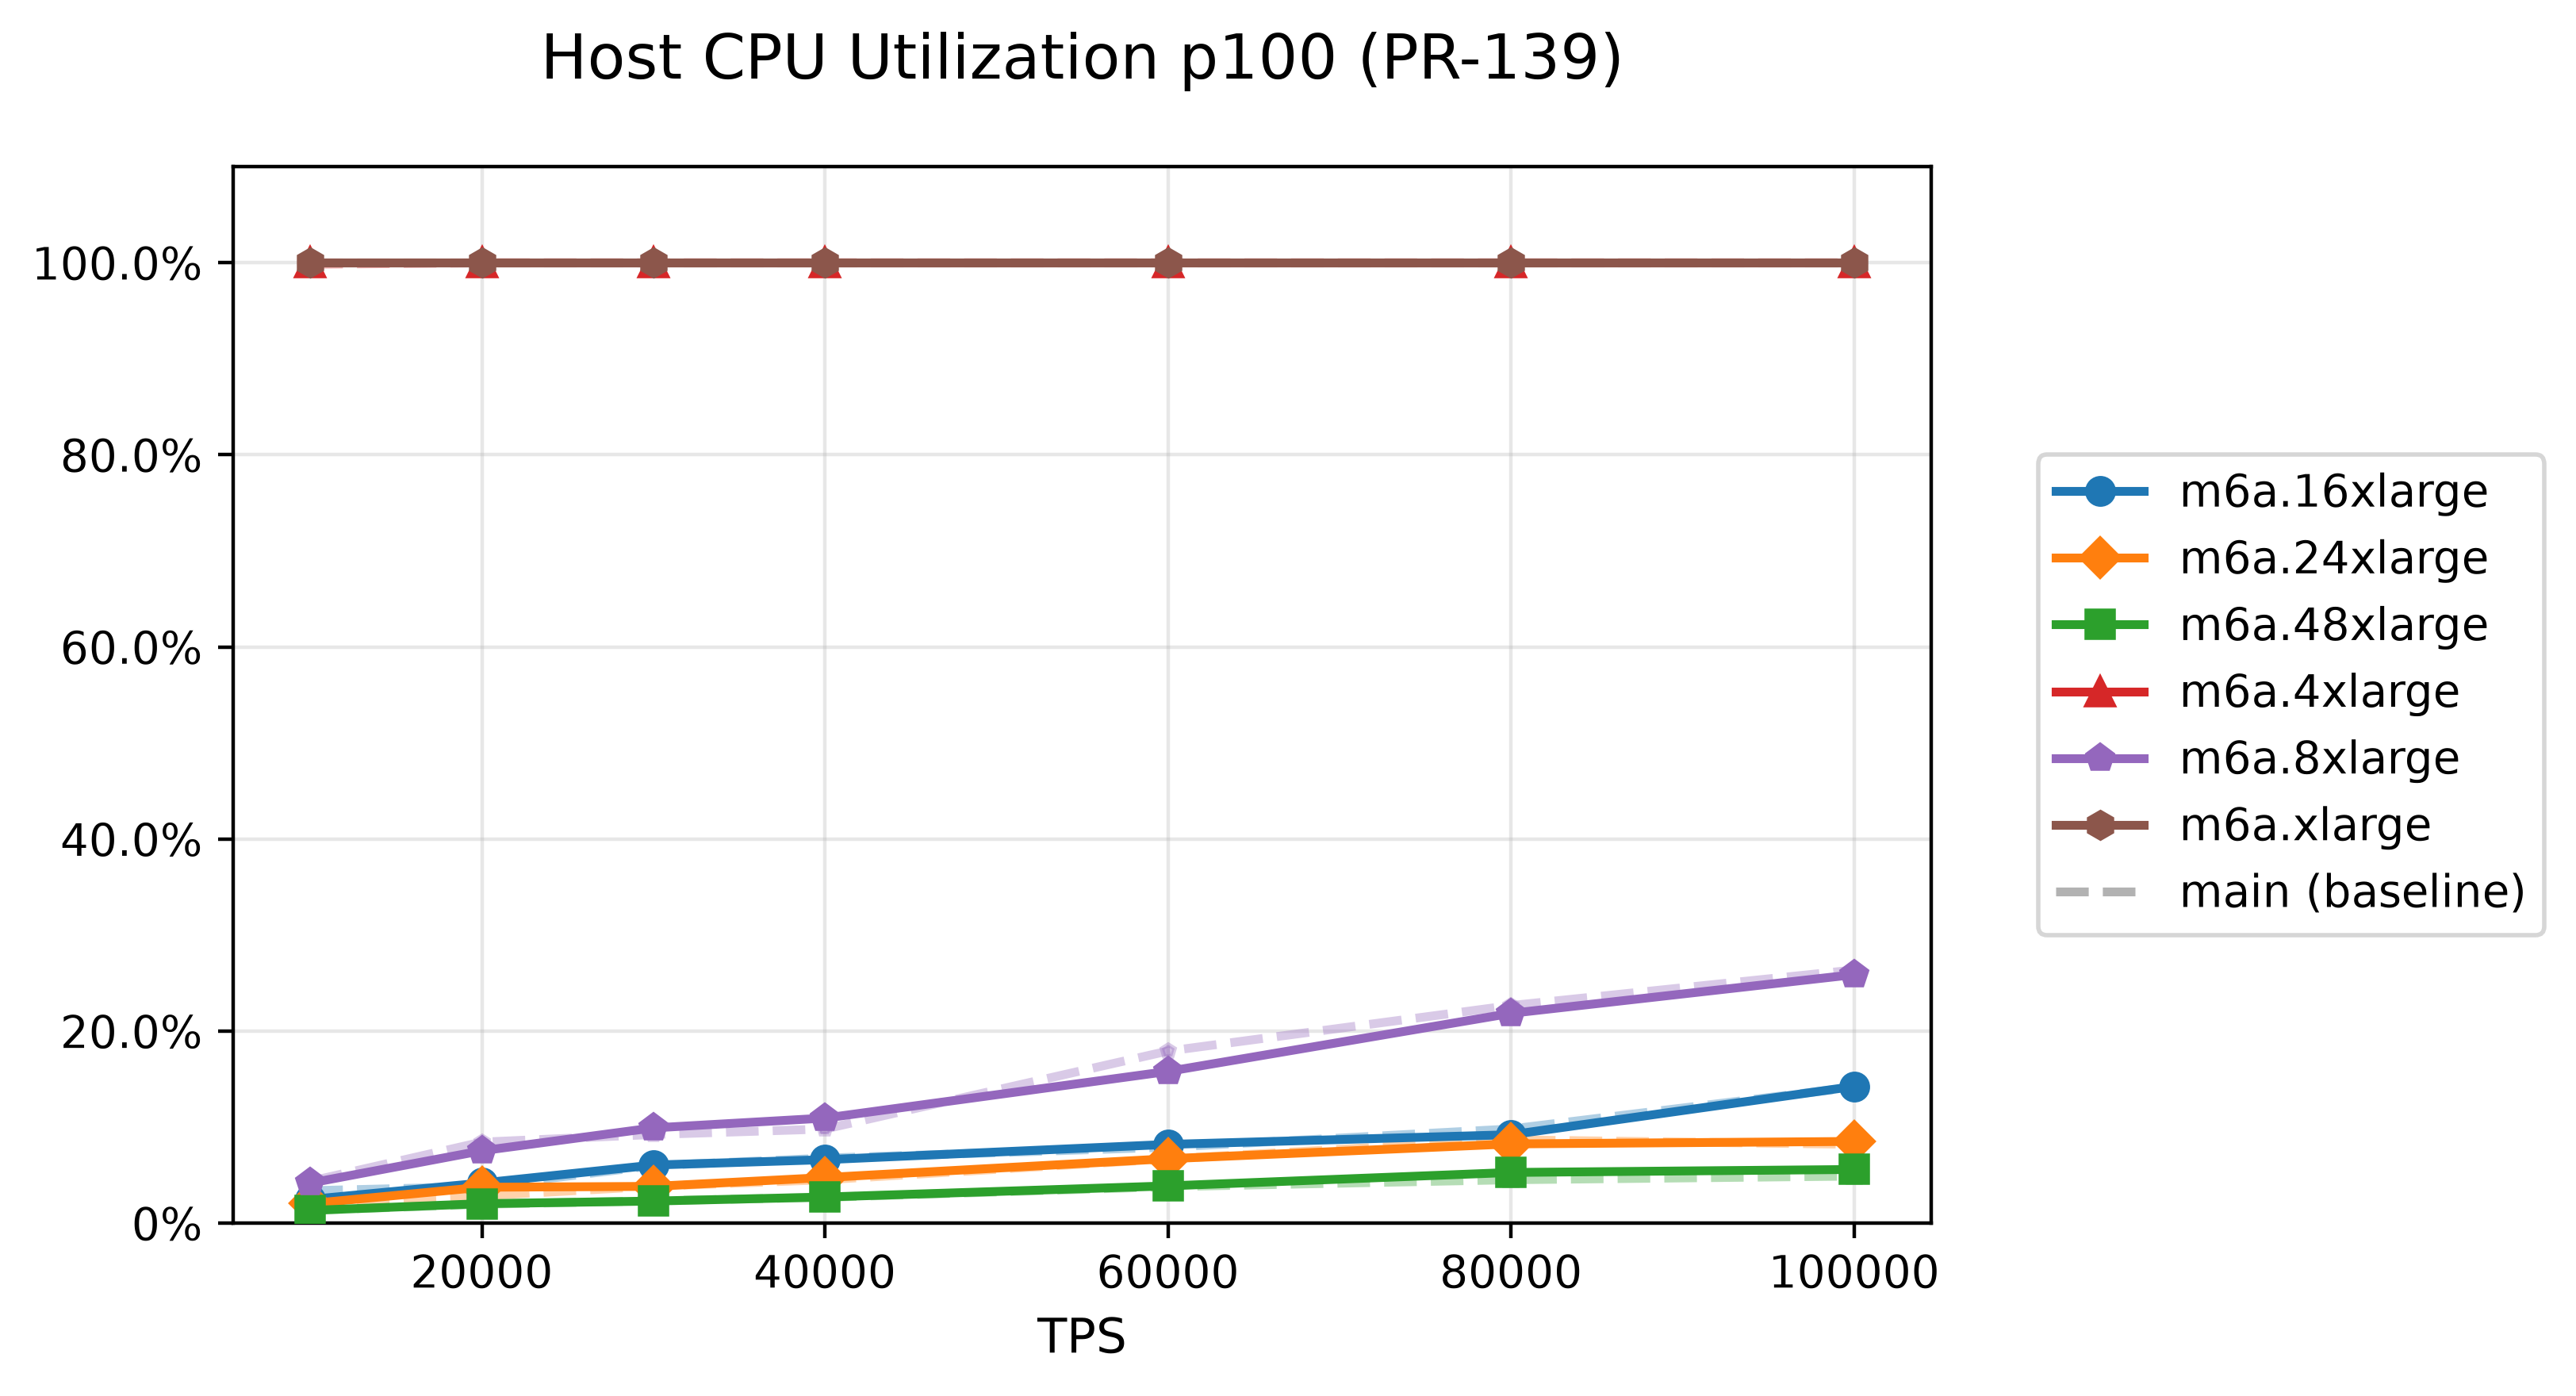 Host CPU Utilization p100 (PR-139)
100.0%
80.0%
60.0%
40.0%
20.0%
0%
20000
40000
60000
80000
100000
TPS
m6a.16xlarge
m6a.24xlarge
m6a.48xlarge
m6a.4xlarge
m6a.8xlarge
m6a.xlarge
main (baseline)